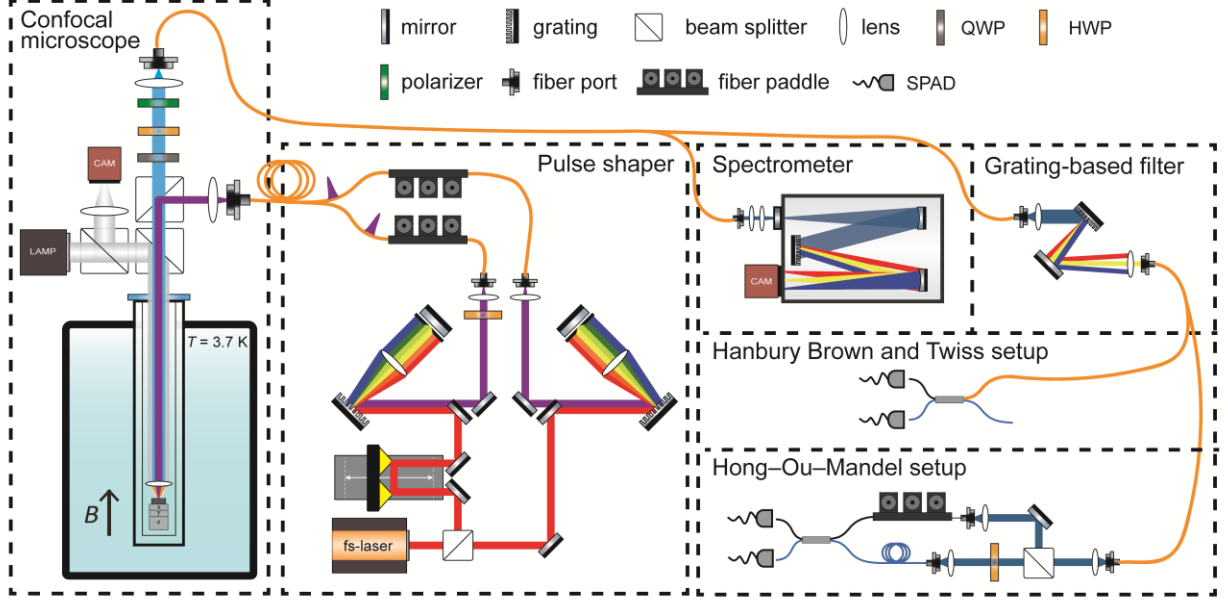 Confocal
microscope
mirror
grating
beam splitter
lens
QWP
HWP
polarizer
fiber port
fiber paddle
SPAD
CAM
LAMP
T = 3.7 K
B
Pulse shaper
fs-laser
Spectrometer
CAM
Grating-based filter
Hanbury Brown and Twiss setup
Hong–Ou–Mandel setup